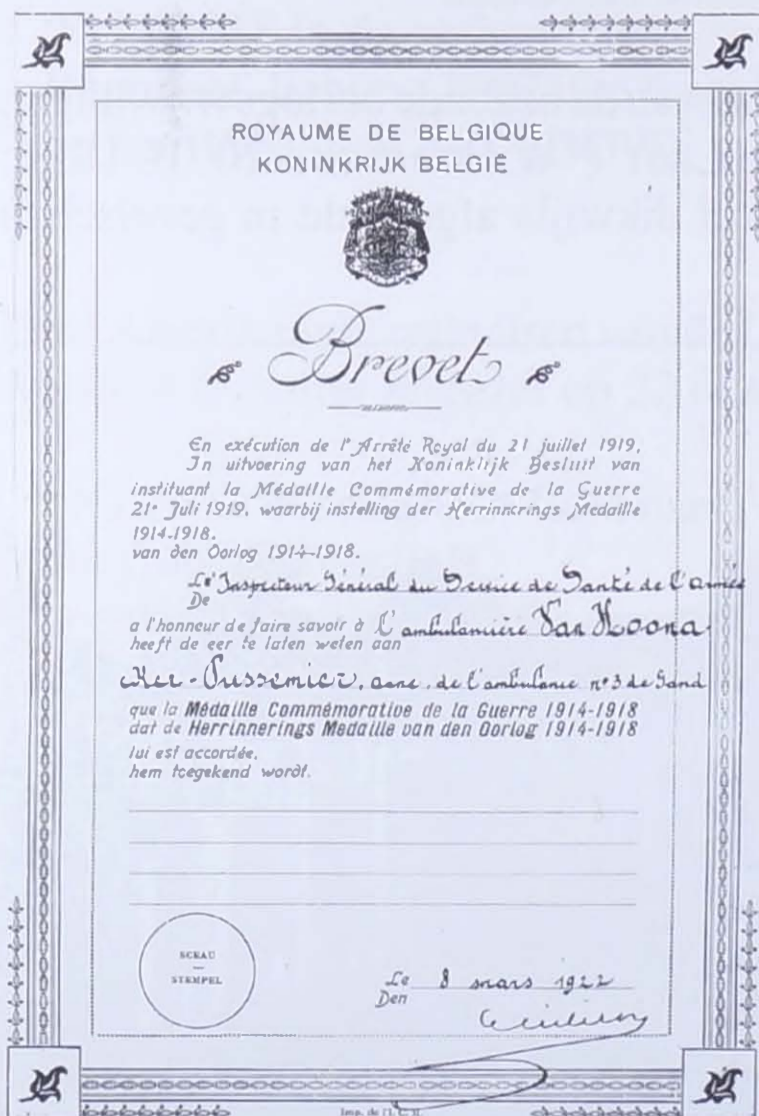 ROYAUME DE BELGIQUE
KONINKRIJK BELGIË
Brevet
En exécution de l'Arrêté Royal du 21 juillet 1919,
In uitvoering van het Koninklijk Besluit van
instituant la Médaille Commémorative de la Guerre
21e Juli 1919, waarbij instelling der Herrinnerings Medaille
1914-1918.
van den Oorlog 1914-1918.
Le Inspecteur Général du Service de Santé de l'armée
De
a l'honneur de faire savoir à L'ambulancière Van Hoona-
heeft de eer te laten weten aan
cker-Pussemier, de l'ambulance n° 3 de Gand
que la Médaille Commémorative de la Guerre 1914-1918
dat de Herrinnerings Medaille van den Oorlog 1914-1918
lui est accordée,
hem toegekend wordt.
SCEAU
STEMPEL
Le 8 mars 1922
Den
Imp. de